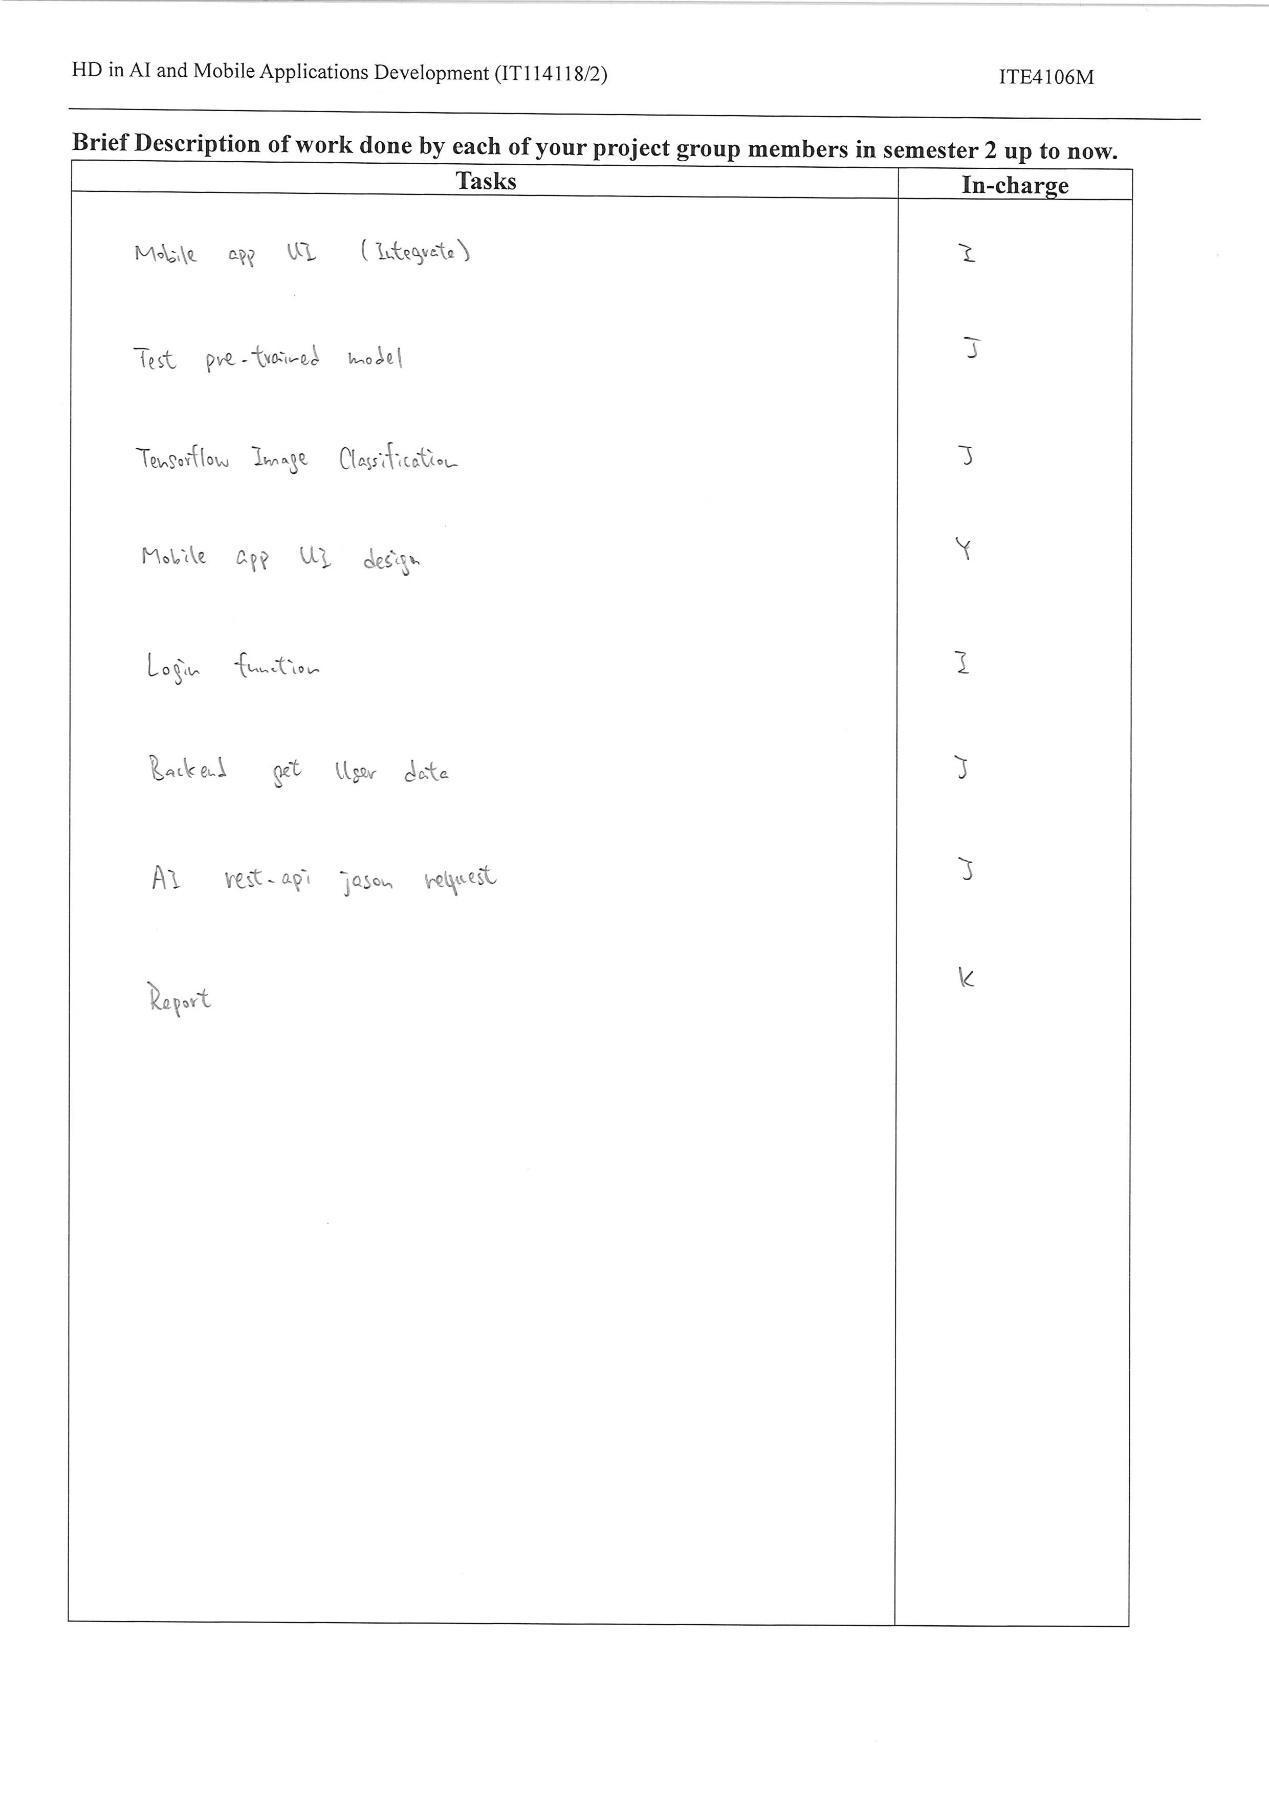 HD in AI and Mobile Applications Development (IT114118/2) ITE4106M
Brief Description of work done by each of your project group members in semester 2 up to now.
Tasks In-charge
Mobile app UI (Integrate) I
Test pre-trained model J
Tensorflow Image Classification J
Mobile app UI design Y
Login function I
Backend get User data J
AI rest-api jason request J
Report K